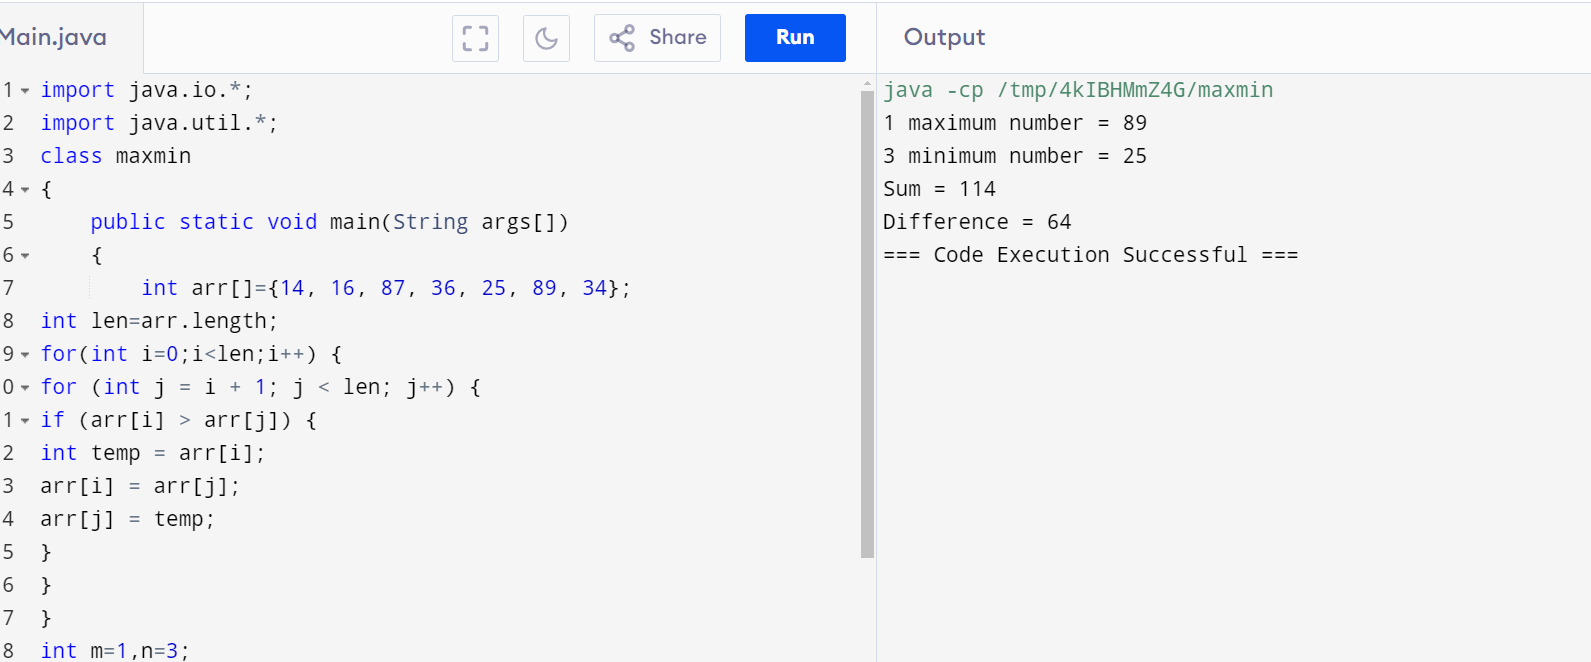 Main.java
Share
Run
Output
1 import java.io.*;
2 import java.util.*;
3 class maxmin
4 {
5 public static void main(String args[])
6 {
7 int arr[]={14, 16, 87, 36, 25, 89, 34};
8 int len=arr.length;
9 for(int i=0;i<len;i++) {
0 for (int j = i + 1; j < len; j++) {
1 if (arr[i] > arr[j]) {
2 int temp = arr[i];
3 arr[i] = arr[j];
4 arr[j] = temp;
5 }
6 }
7 }
8 int m=1,n=3;
java -cp /tmp/4kIBHMmZ4G/maxmin
1 maximum number = 89
3 minimum number = 25
Sum = 114
Difference = 64
=== Code Execution Successful ===